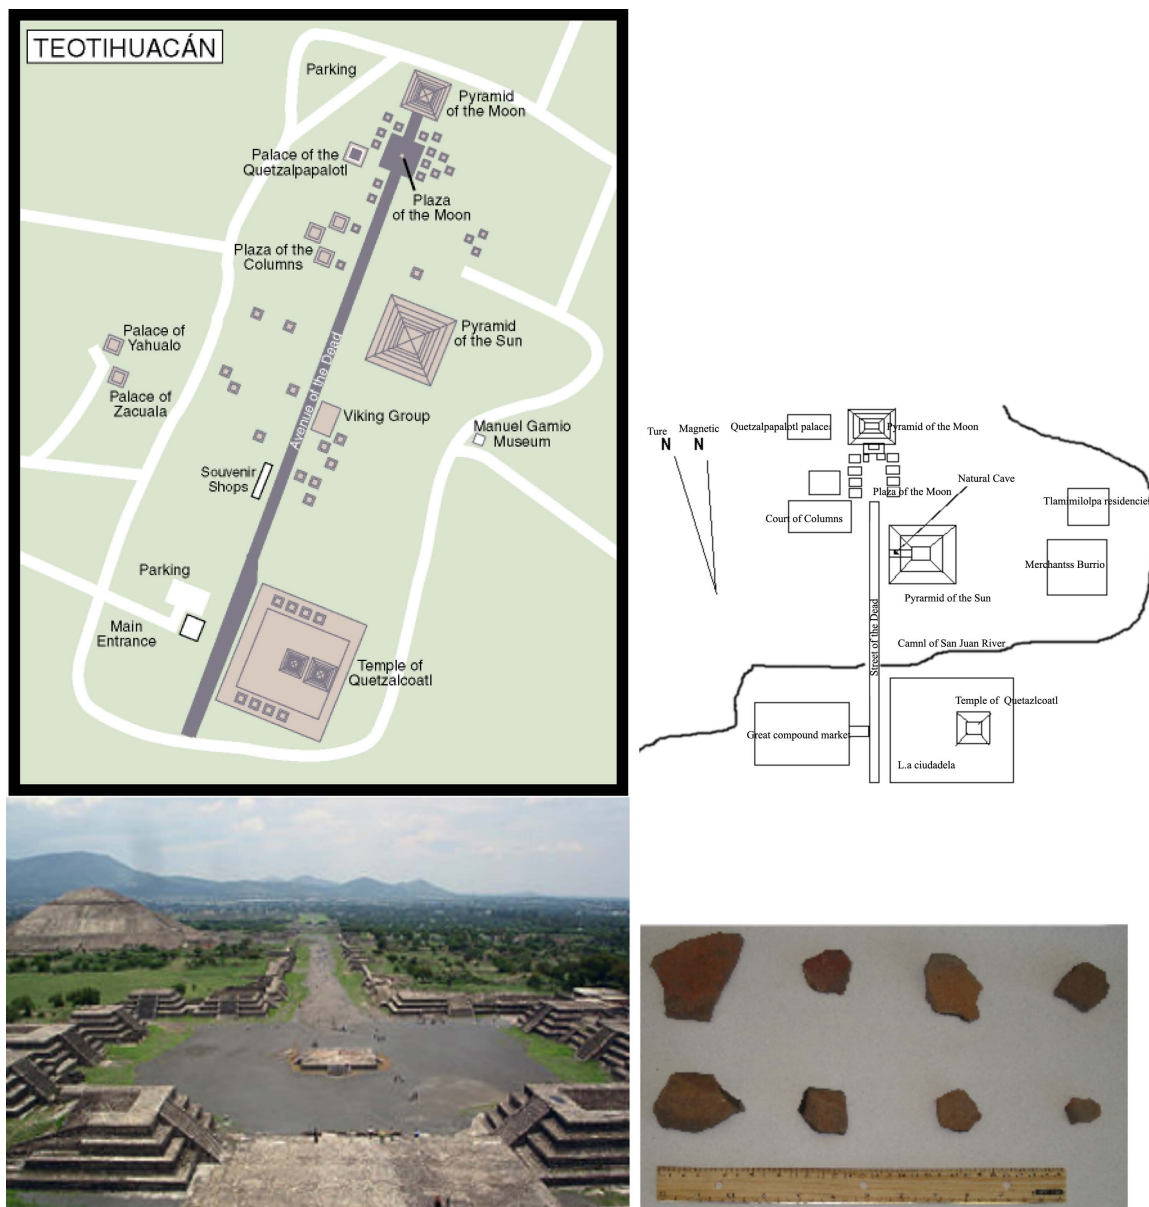 TEOTIHUACÁN
Parking
Pyramid
of the Moon
Palace of the
Quetzalpapalotl
Plaza
of the Moon
Plaza of the
Columns
Pyramid
of the Sun
Palace of
Yahualo
Palace of
Zacuala
Avenue of the Dead
Viking Group
Manuel Gamio
Museum
Souvenir
Shops
Parking
Main
Entrance
Temple of
Quetzalcoatl
Ture
N
Magnetic
N
Quetzalpapalotl palace
Pyramid of the Moon
Natural Cave
Plaza of the Moon
Tlamimilolpa residencies
Court of Columns
Merchantss Burrio
Pyrarmid of the Sun
Street of the Dead
Camnl of San Juan River
Temple of Quetazlcoatl
Great compound market
L.a ciudadela